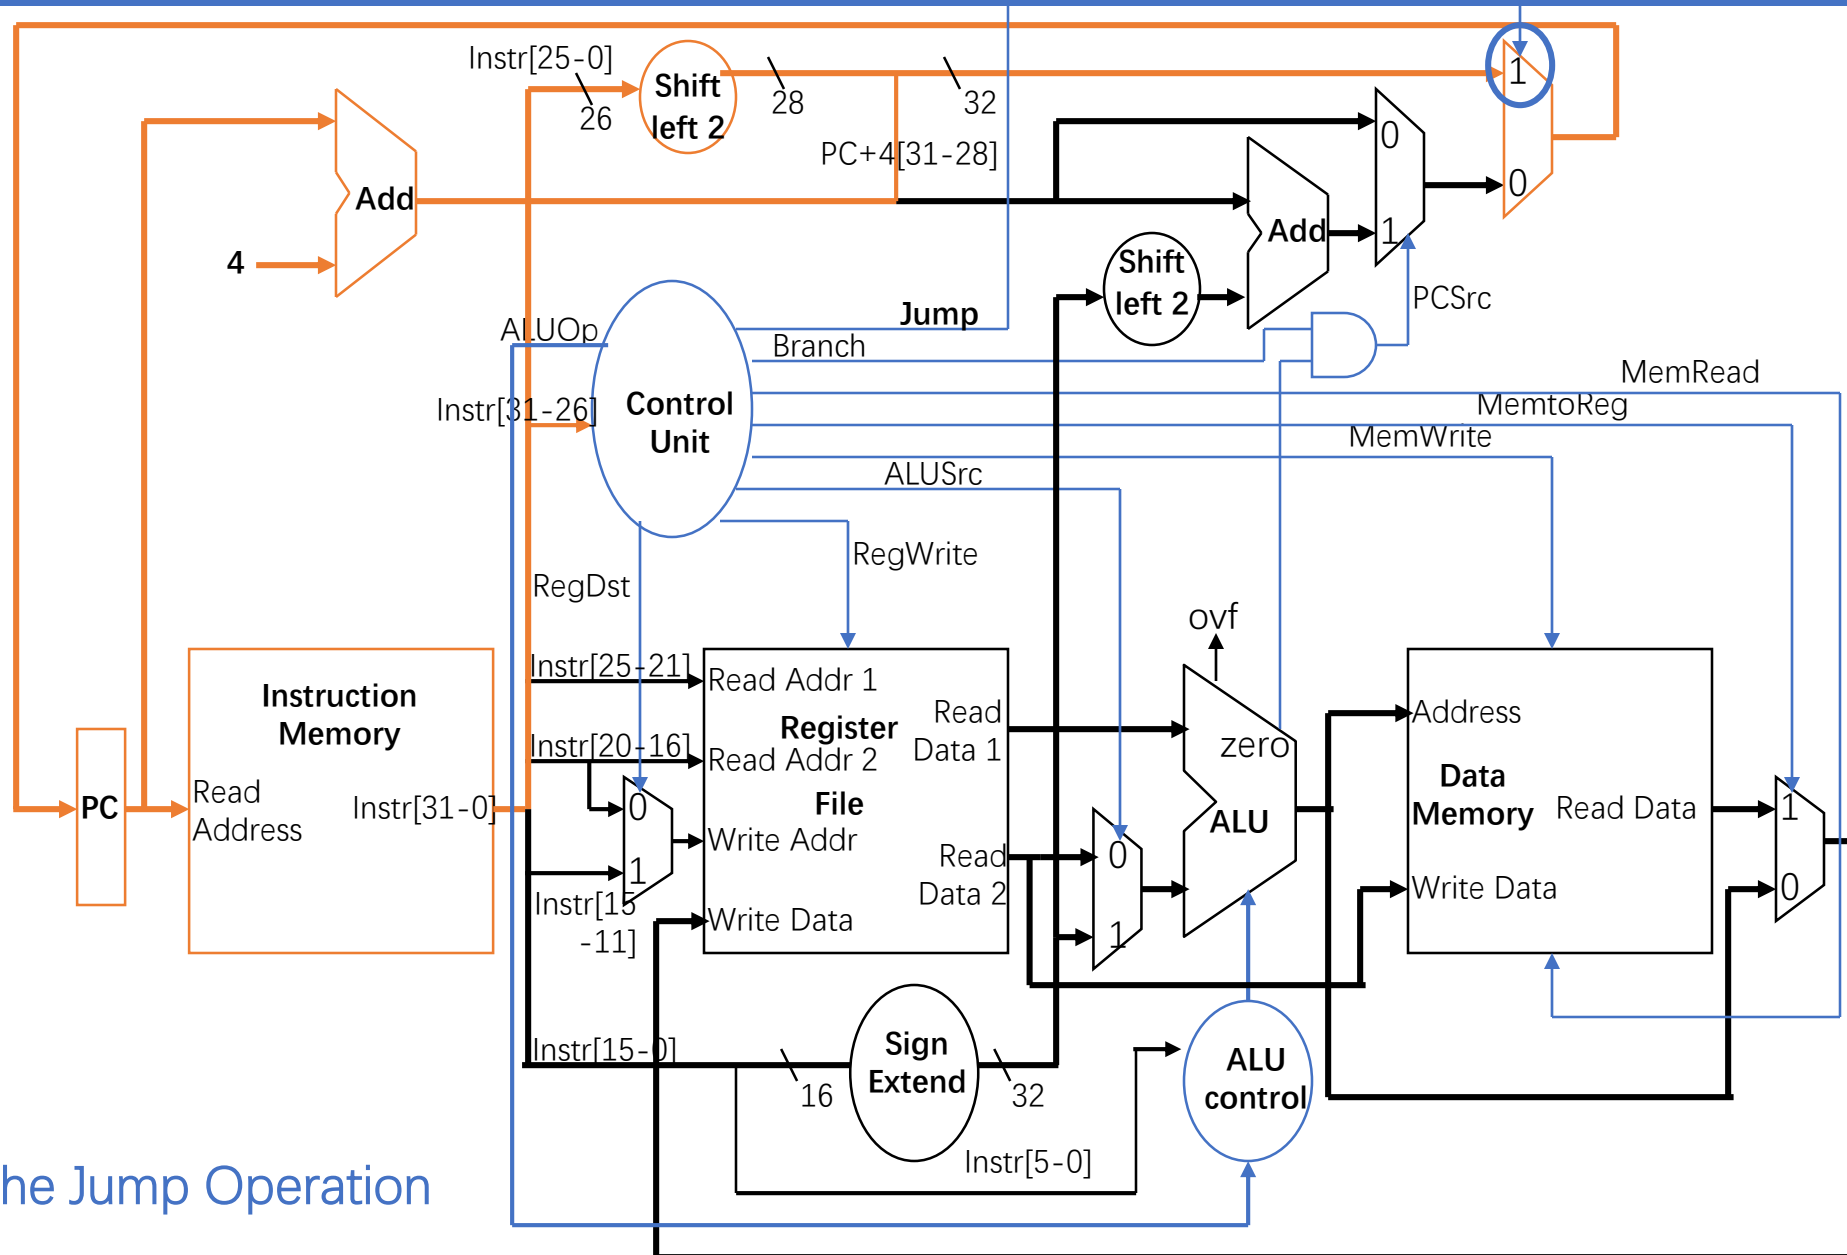 Instr[25-0]
26
Shift
left 2
28
32
1
PC+4[31-28]
0
Add
0
4
Add
1
Shift
left 2
PCSrc
Jump
ALUOp
Branch
MemRead
Instr[31-26]
Control
Unit
MemtoReg
MemWrite
ALUSrc
RegWrite
RegDst
ovf
Instr[25-21]
Read Addr 1
Instruction
Memory
Register
File
Read
Data 1
Address
Instr[20-16]
Read Addr 2
zero
Data
Memory
PC
Read
Address
Instr[31-0]
0
Write Addr
ALU
Read Data
1
1
Read
Data 2
0
Write Data
0
Instr[15
-11]
Write Data
1
Instr[15-0]
16
Sign
Extend
32
ALU
control
Instr[5-0]
he Jump Operation